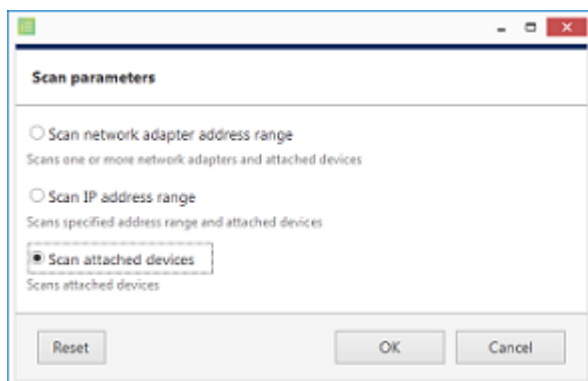 Scan parameters
Scan network adapter address range
Scans one or more network adapters and attached devices
Scan IP address range
Scans specified address range and attached devices
Scan attached devices
Scans attached devices
Reset OK Cancel